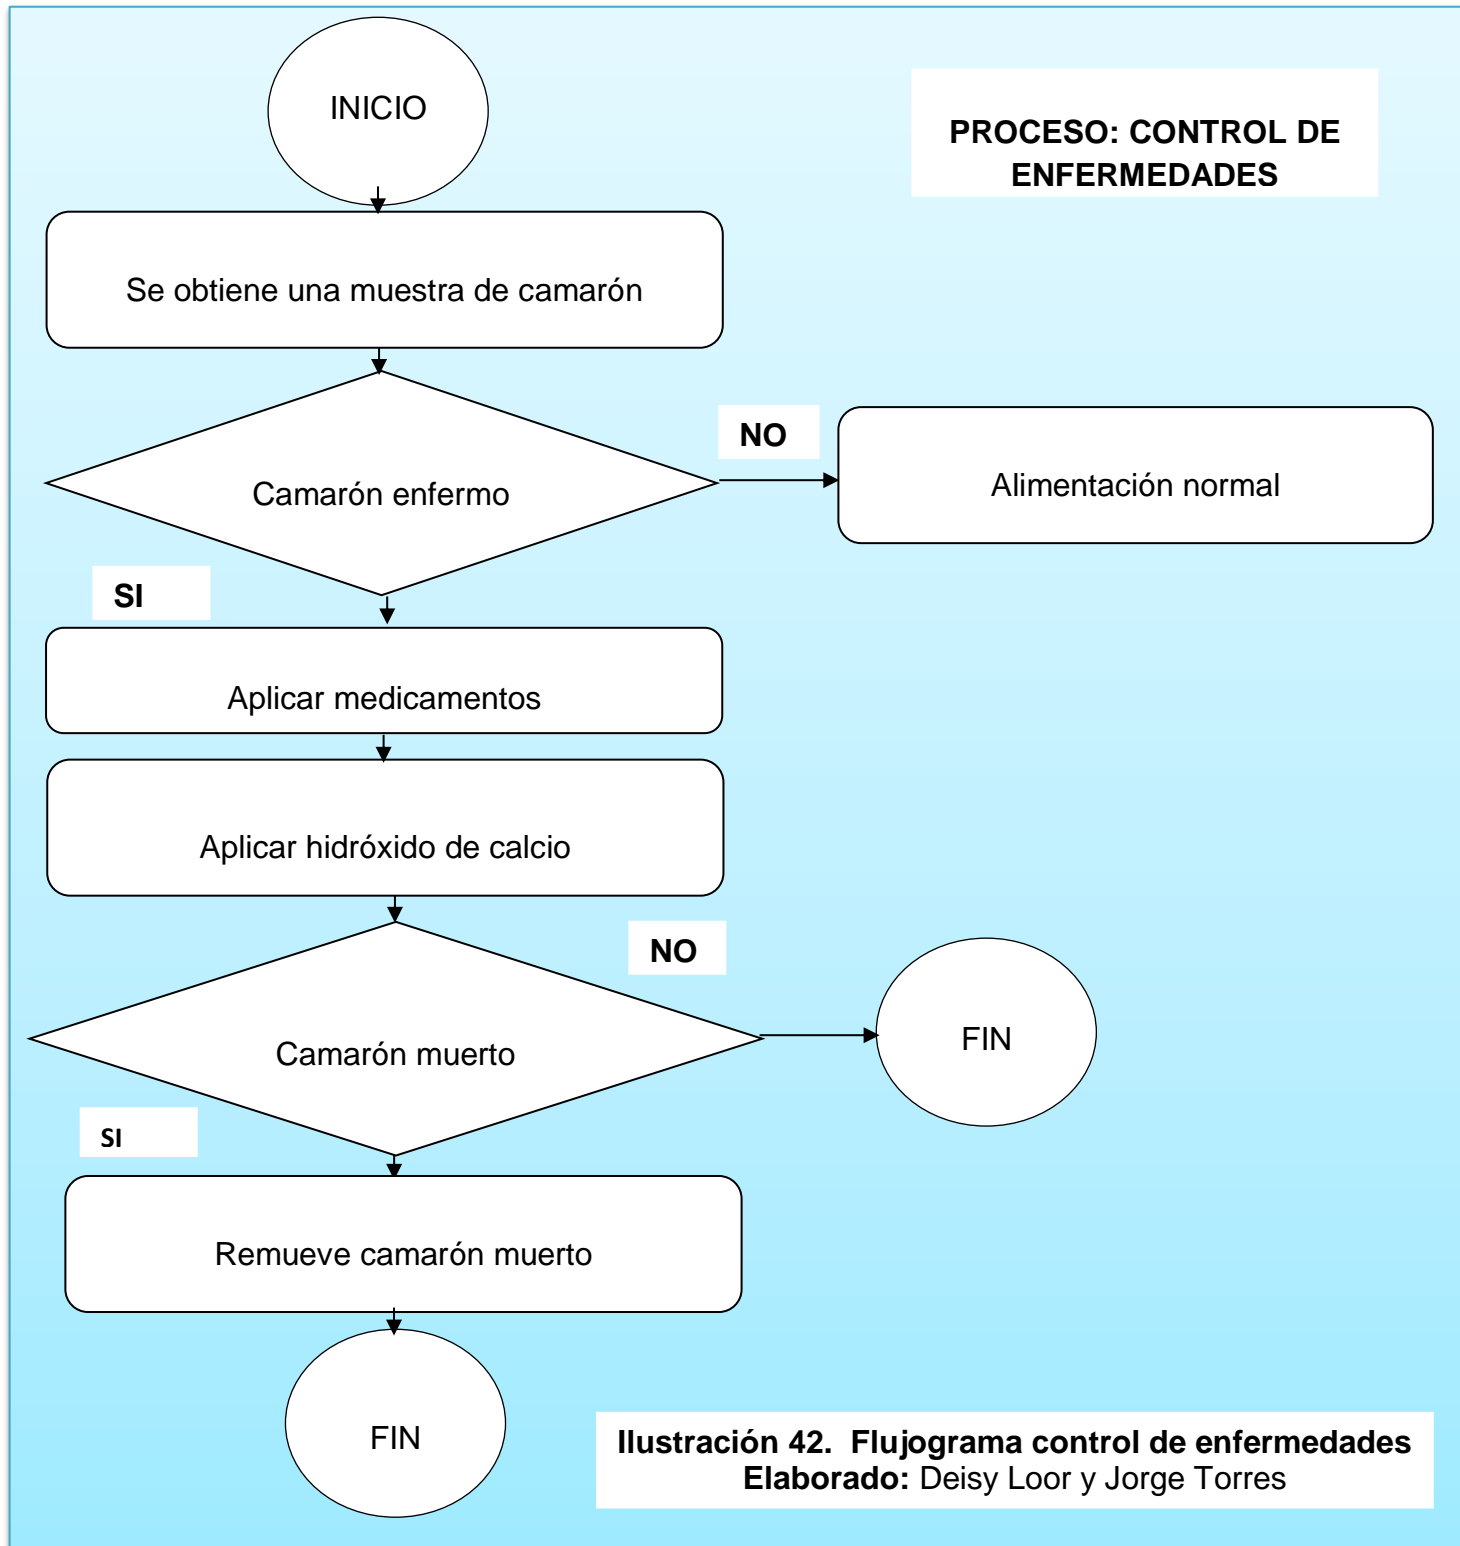 INICIO
PROCESO: CONTROL DE
ENFERMEDADES
Se obtiene una muestra de camarón
NO
Camarón enfermo
Alimentación normal
SI
Aplicar medicamentos
Aplicar hidróxido de calcio
NO
Camarón muerto
FIN
SI
Remueve camarón muerto
FIN
Ilustración 42. Flujograma control de enfermedades
Elaborado: Deisy Loor y Jorge Torres